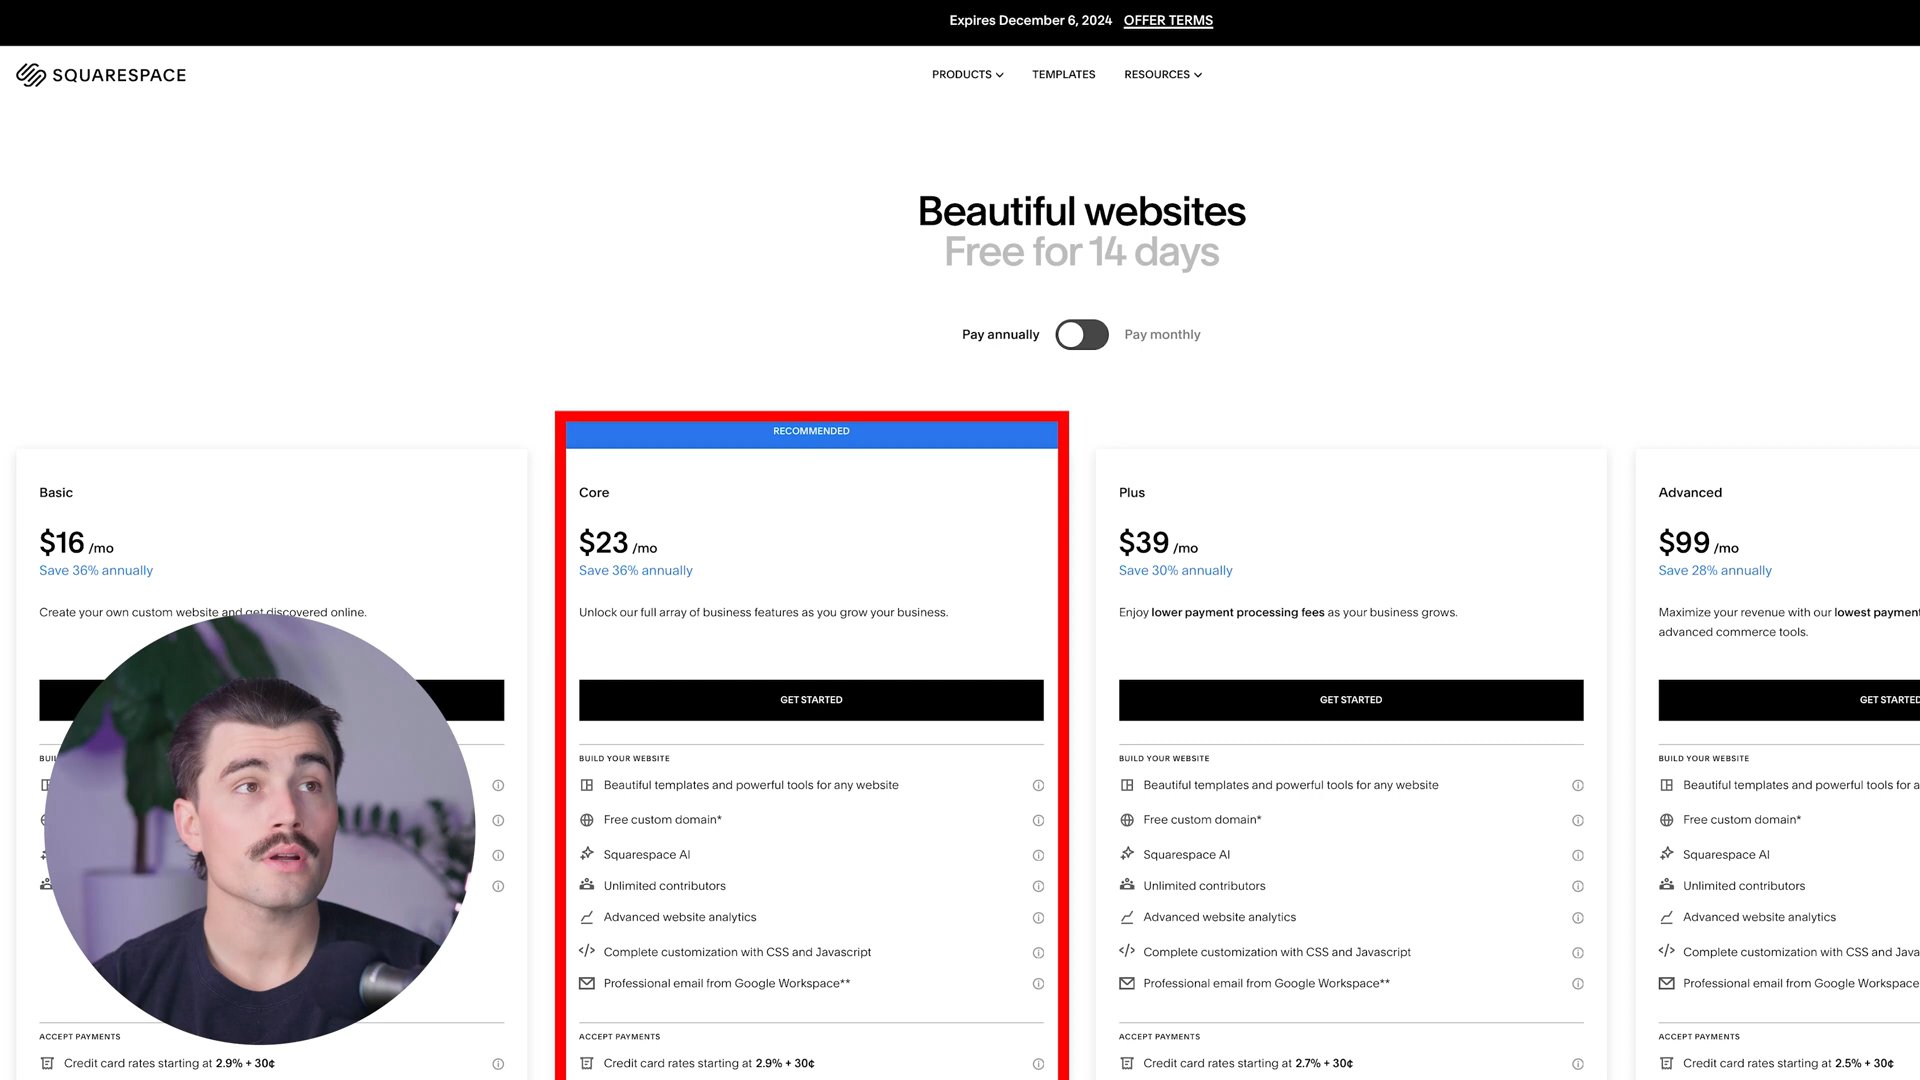 Expires December 6, 2024 OFFER TERMS
SQUARESPACE
PRODUCTS TEMPLATES RESOURCES
Beautiful websites
Free for 14 days
Pay annually Pay monthly
RECOMMENDED
Basic
$16 /mo
Save 36% annually
Create your own custom website and get discovered online.
ACCEPT PAYMENTS
Credit card rates starting at 2.9% + 30¢
Core
$23 /mo
Save 36% annually
Unlock our full array of business features as you grow your business.
GET STARTED
BUILD YOUR WEBSITE
Beautiful templates and powerful tools for any website
Free custom domain*
Squarespace AI
Unlimited contributors
Advanced website analytics
Complete customization with CSS and Javascript
Professional email from Google Workspace**
ACCEPT PAYMENTS
Credit card rates starting at 2.9% + 30¢
Plus
$39 /mo
Save 30% annually
Enjoy lower payment processing fees as your business grows.
GET STARTED
BUILD YOUR WEBSITE
Beautiful templates and powerful tools for any website
Free custom domain*
Squarespace AI
Unlimited contributors
Advanced website analytics
Complete customization with CSS and Javascript
Professional email from Google Workspace**
ACCEPT PAYMENTS
Credit card rates starting at 2.7% + 30¢
Advanced
$99 /mo
Save 28% annually
Maximize your revenue with our lowest payment
advanced commerce tools.
GET STARTED
BUILD YOUR WEBSITE
Beautiful templates and powerful tools for a
Free custom domain*
Squarespace AI
Unlimited contributors
Advanced website analytics
Complete customization with CSS and Java
Professional email from Google Workspace
ACCEPT PAYMENTS
Credit card rates starting at 2.5% + 30¢